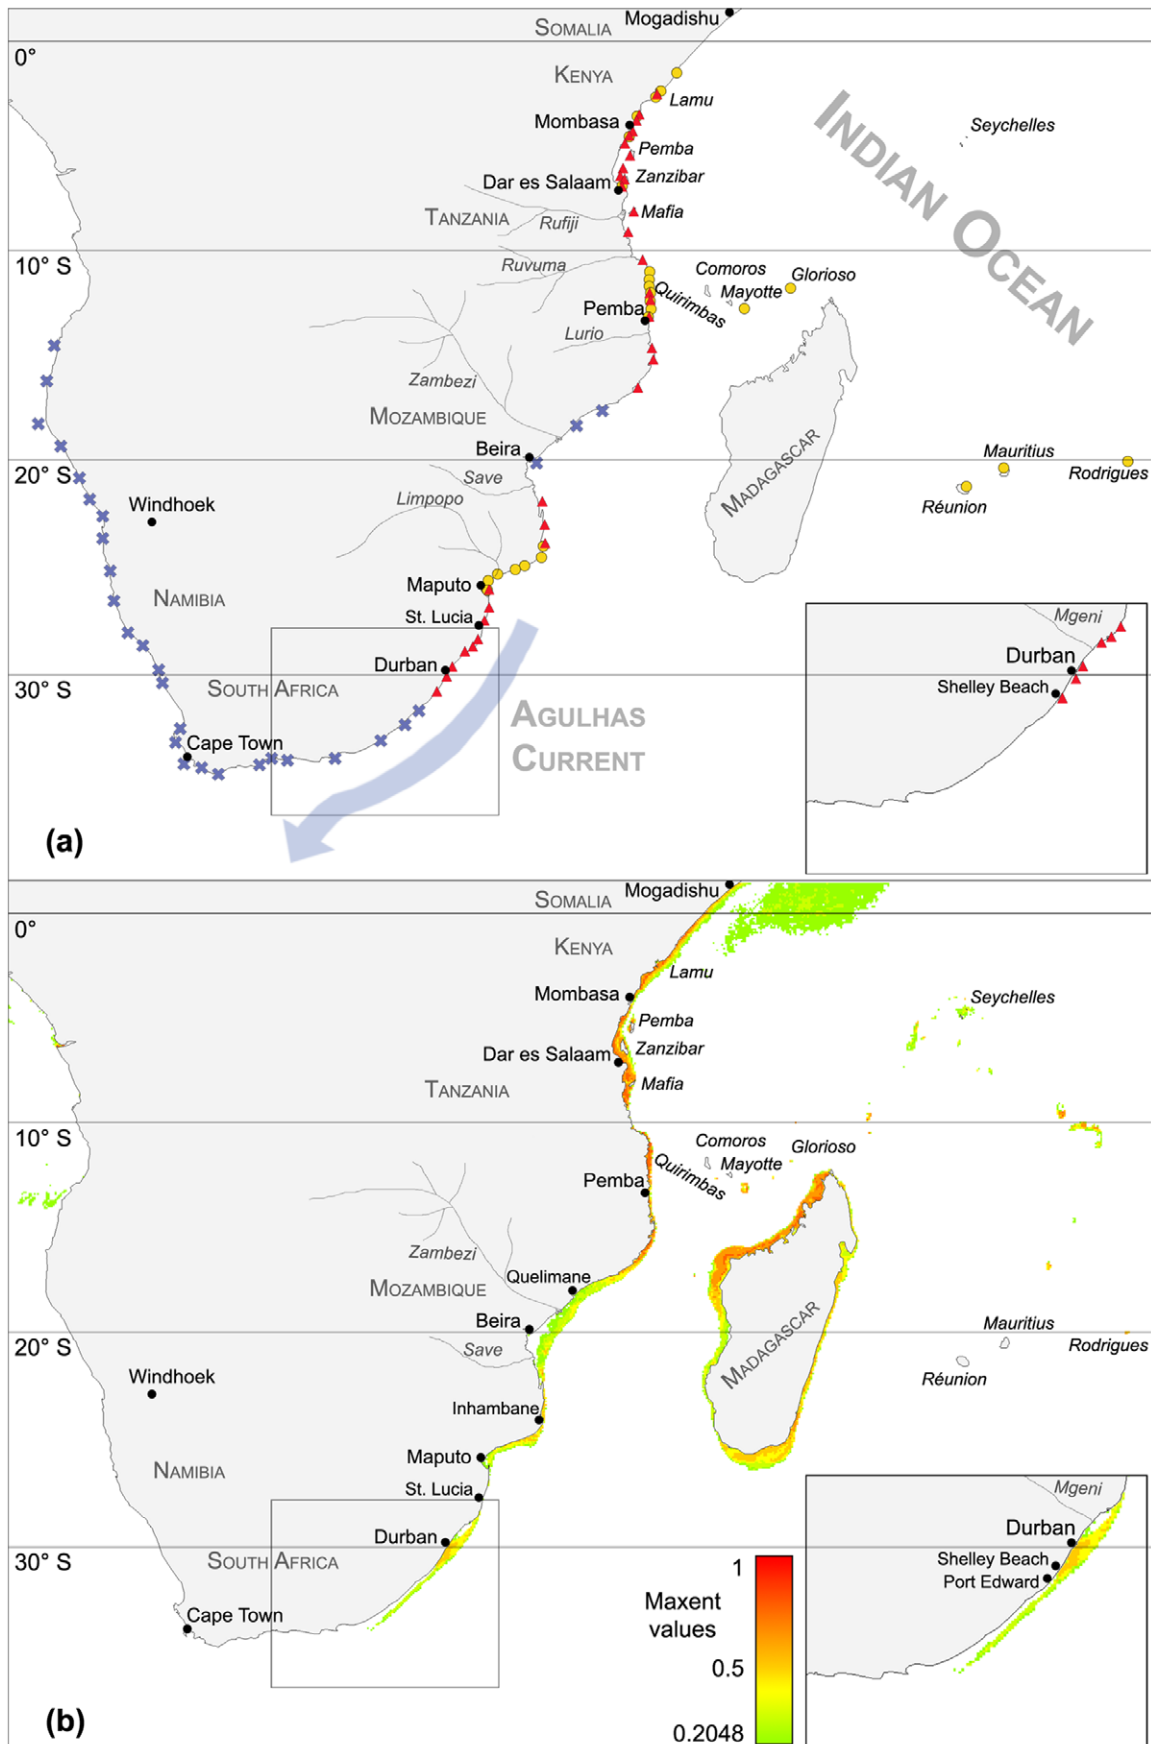 SOMALIA
Mogadishu
0°
KENYA
Lamu
Mombasa
Seychelles
Pemba
Dar es Salaam
Zanzibar
TANZANIA
Rufiji
Mafia
INDIAN OCEAN
10° S
Ruvuma
Comoros
Glorioso
Mayotte
Quirimbas
Pemba
Lurio
Zambezi
MOZAMBIQUE
MADAGASCAR
Beira
Mauritius
20° S
Save
Rodrigues
Limpopo
Réunion
Windhoek
Maputo
NAMIBIA
St. Lucia
Mgeni
Durban
Durban
30° S
SOUTH AFRICA
Shelley Beach
AGULHAS
CURRENT
Cape Town
(a)
SOMALIA
Mogadishu
0°
KENYA
Lamu
Mombasa
Seychelles
Pemba
Dar es Salaam
Zanzibar
TANZANIA
Mafia
10° S
Comoros
Glorioso
Mayotte
Quirimbas
Pemba
Zambezi
Quelimane
MOZAMBIQUE
MADAGASCAR
Beira
Mauritius
20° S
Save
Rodrigues
Réunion
Windhoek
Inhambane
Maputo
NAMIBIA
St. Lucia
Mgeni
Durban
Durban
30° S
SOUTH AFRICA
Shelley Beach
Port Edward
1
Maxent
values
Cape Town
0.5
(b)
0.2048